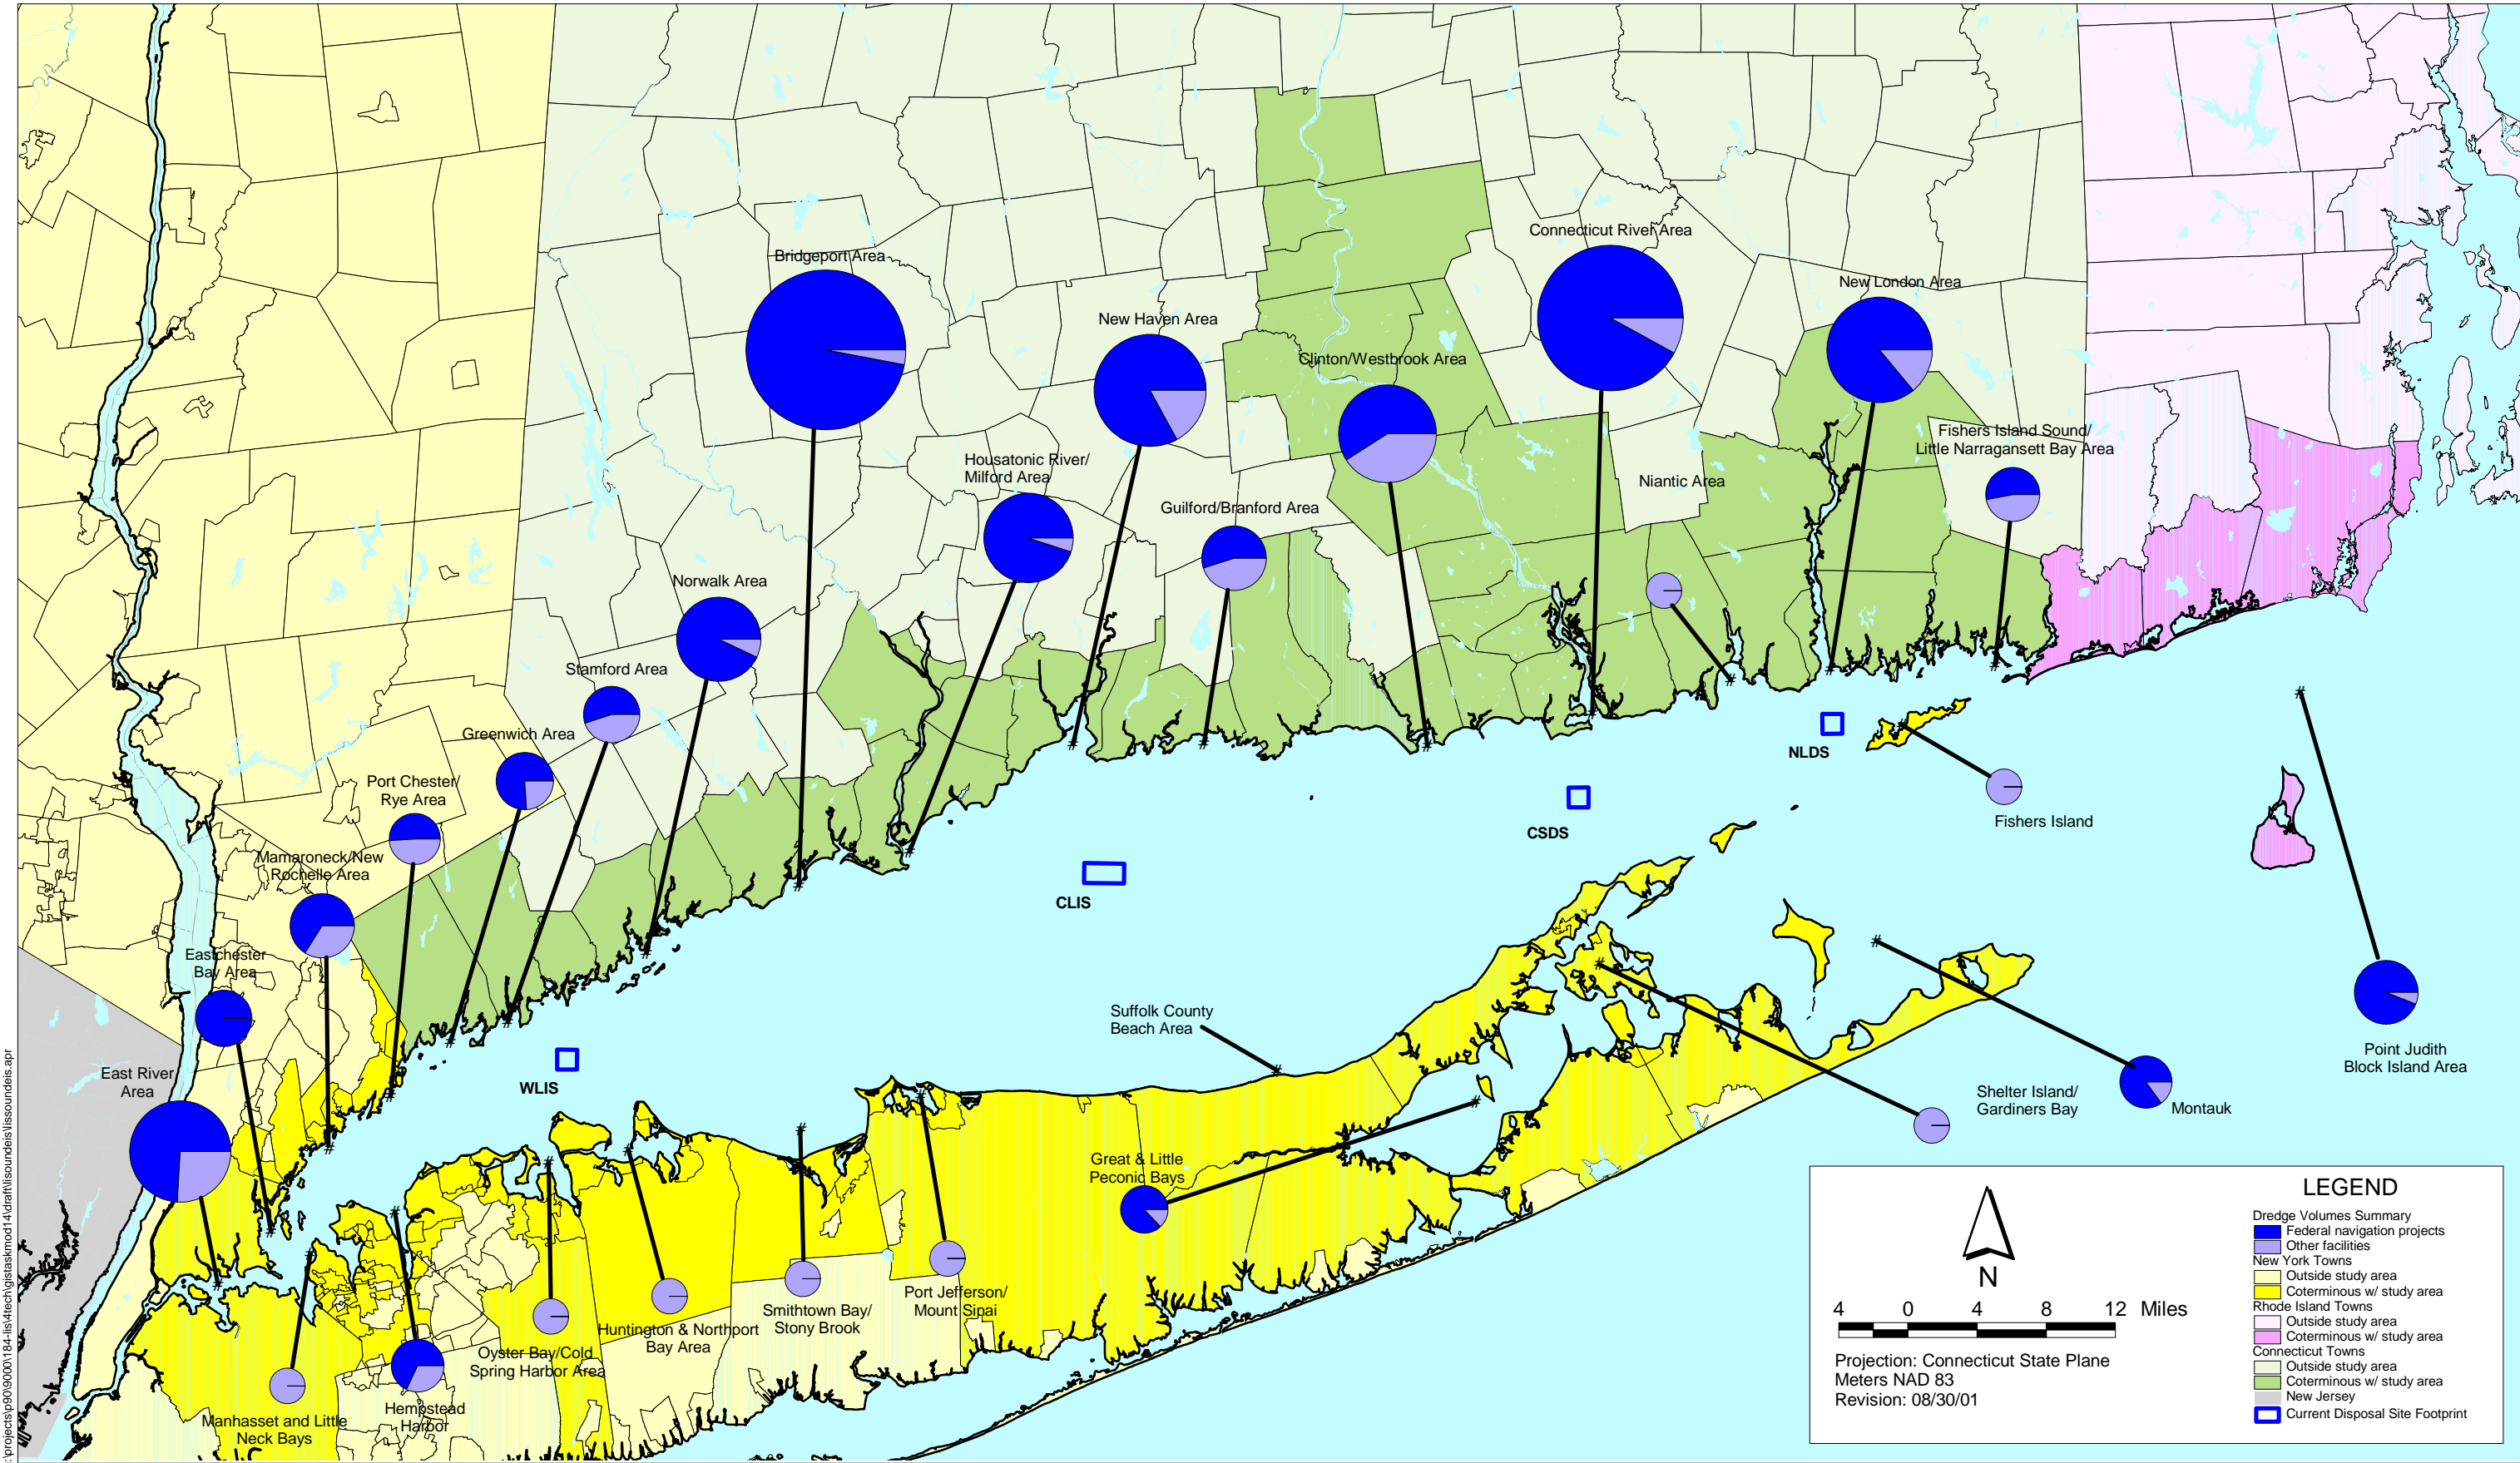 Connecticut River Area
Bridgeport Area
New London Area
New Haven Area
Clinton/Westbrook Area
Fishers Island Sound/
Little Narragansett Bay Area
Housatonic River/
Milford Area
Niantic Area
Guilford/Branford Area
Norwalk Area
Stamford Area
Greenwich Area
Port Chester/
Rye Area
Mamaroneck/New
Rochelle Area
Eastchester
Bay Area
East River
Area
NLDS
CSDS
CLIS
WLIS
Fishers Island
Suffolk County
Beach Area
Point Judith
Block Island Area
Shelter Island/
Gardiners Bay
Montauk
Great & Little
Peconic Bays
Port Jefferson/
Mount Sinai
Smithtown Bay/
Stony Brook
Huntington & Northport
Bay Area
Oyster Bay/Cold
Spring Harbor Area
Hempstead
Harbor
Manhasset and Little
Neck Bays
N
4 0 4 8 12 Miles
Projection: Connecticut State Plane
Meters NAD 83
Revision: 08/30/01
LEGEND
Dredge Volumes Summary
Federal navigation projects
Other facilities
New York Towns
Outside study area
Coterminous w/ study area
Rhode Island Towns
Outside study area
Coterminous w/ study area
Connecticut Towns
Outside study area
Coterminous w/ study area
New Jersey
Current Disposal Site Footprint